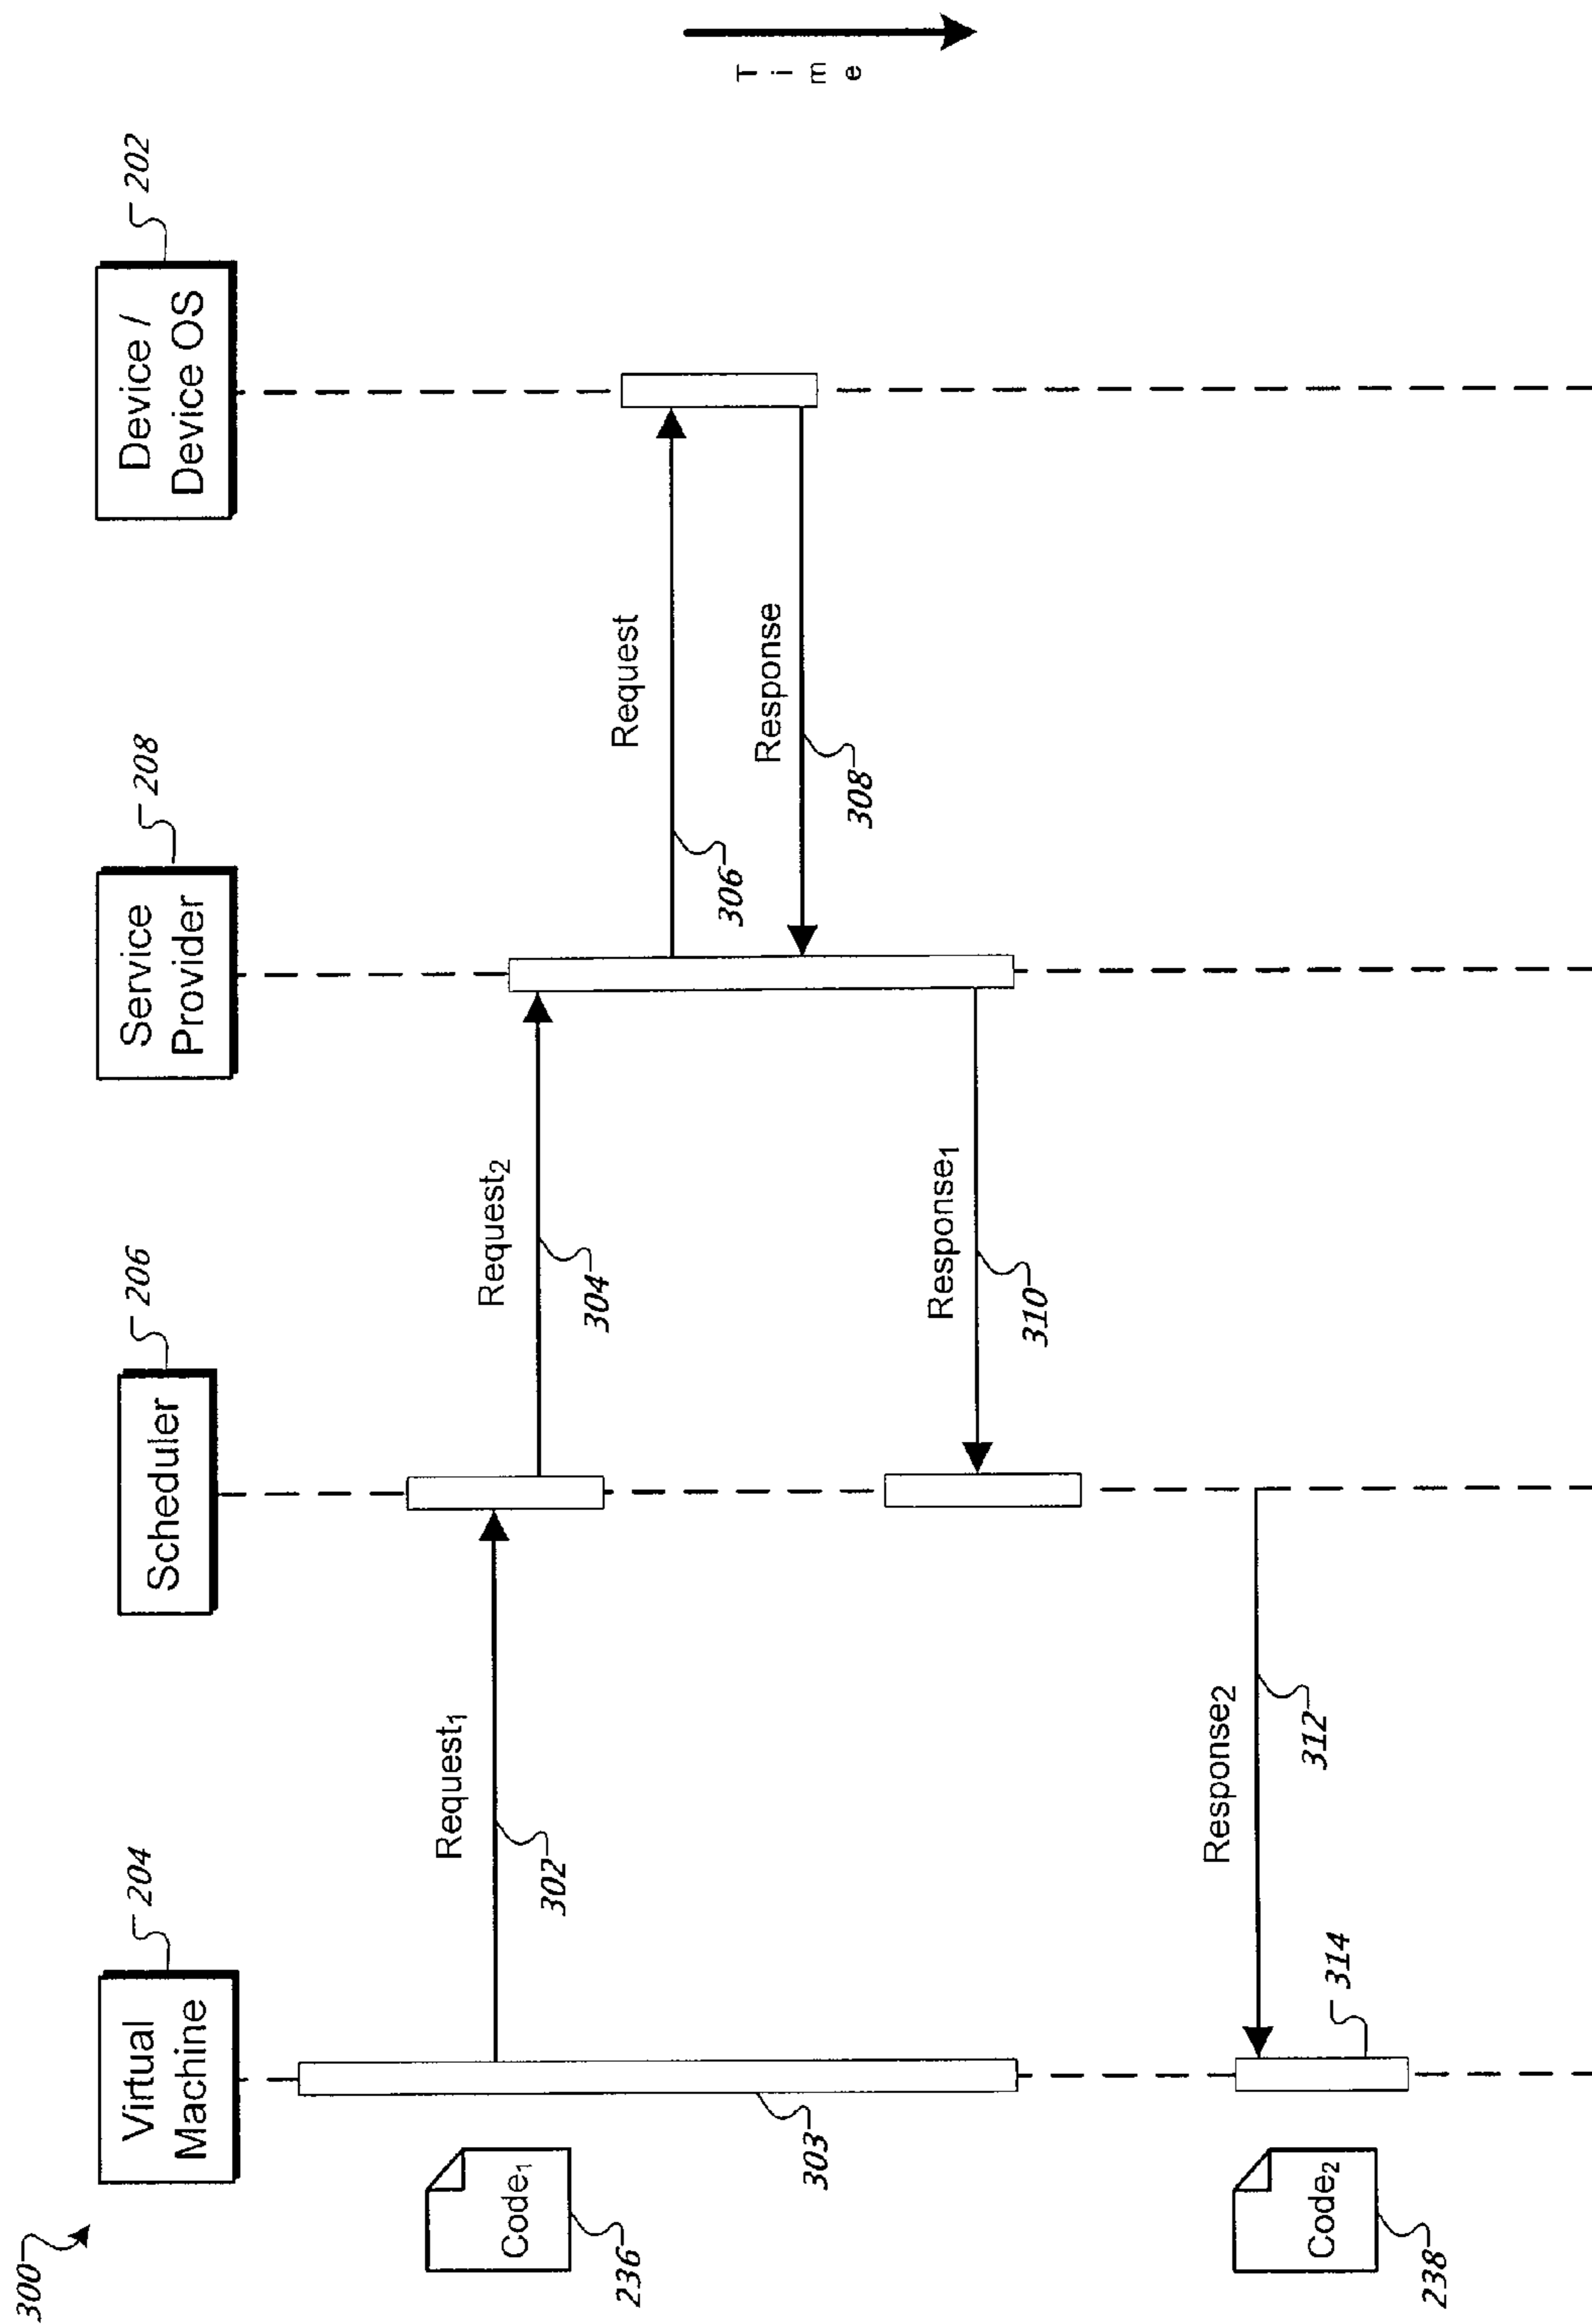 300
Virtual
Machine
204
Scheduler
206
Service
Provider
208
Device /
Device OS
202
Code₁
236
Request₁
302
Request₂
304
Request
306
Time
Response
308
303
Response₁
310
Code₂
238
Response₂
312
314